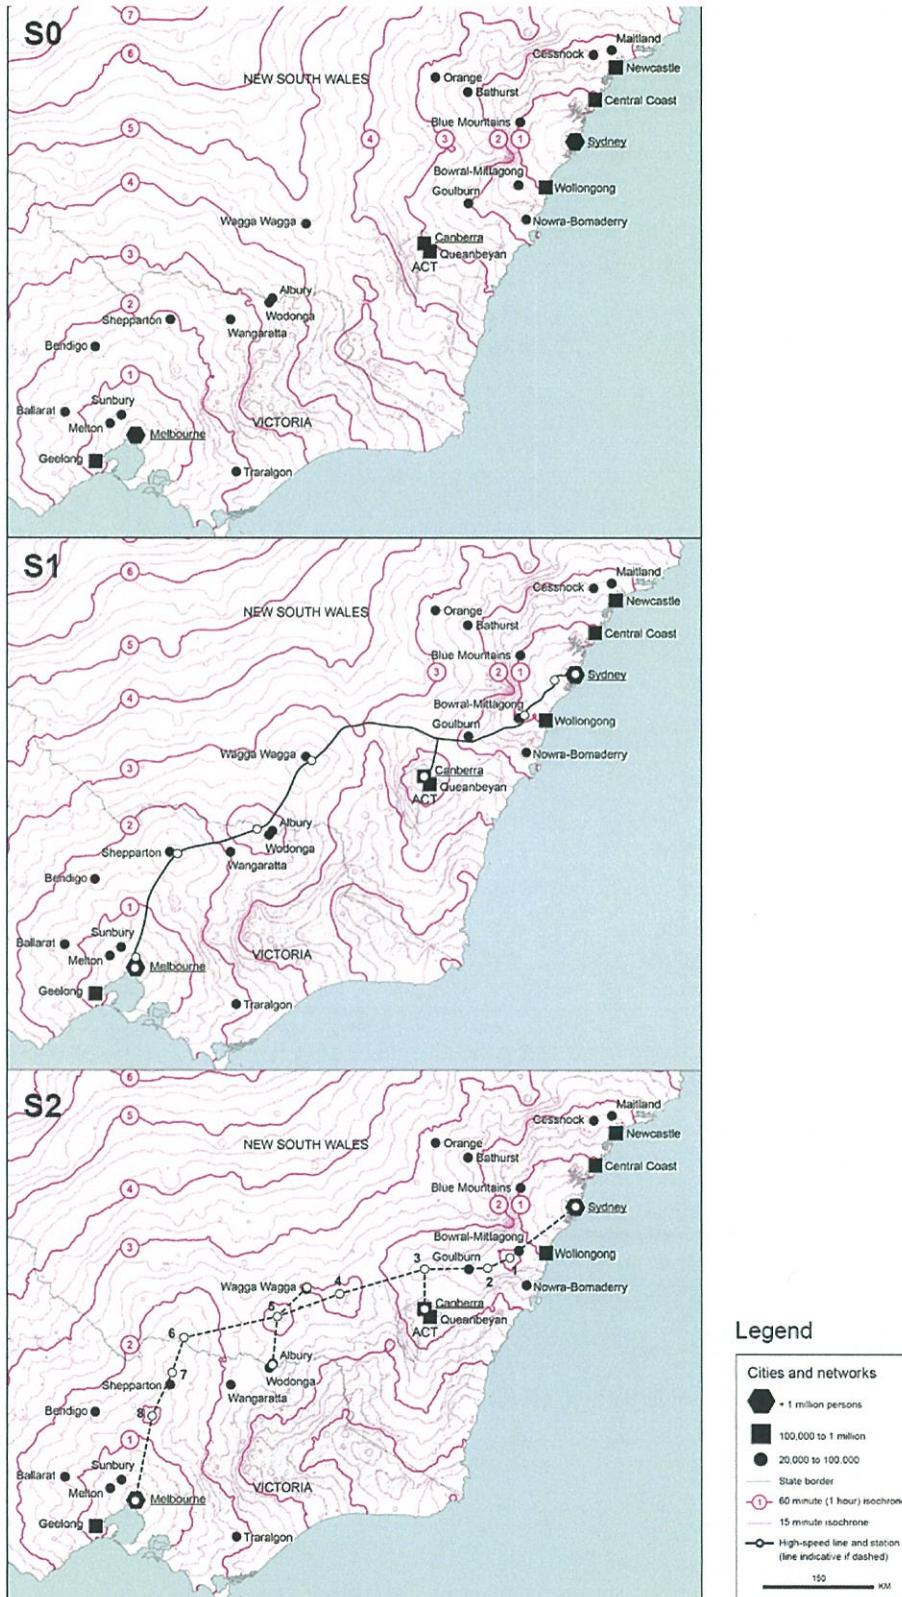 S0
7
6
5
4
3
2
1
4
3
2
1
NEW SOUTH WALES
Orange
Bathurst
Blue Mountains
Cessnock
Maitland
Newcastle
Central Coast
Sydney
Bowral-Mittagong
Goulburn
Wollongong
Nowra-Bomaderry
Wagga Wagga
Canberra
Queanbeyan
ACT
Albury
Wodonga
Shepparton
Wangaratta
Bendigo
Ballarat
Sunbury
Melton
Melbourne
Geelong
VICTORIA
Traralgon
S1
6
5
4
3
2
1
3
2
1
NEW SOUTH WALES
Orange
Bathurst
Blue Mountains
Cessnock
Maitland
Newcastle
Central Coast
Sydney
Bowral-Mittagong
Goulburn
Wollongong
Nowra-Bomaderry
Wagga Wagga
Canberra
Queanbeyan
ACT
Albury
Wodonga
Shepparton
Wangaratta
Bendigo
Ballarat
Sunbury
Melton
Melbourne
Geelong
VICTORIA
Traralgon
S2
6
5
4
3
2
1
2
1
NEW SOUTH WALES
Orange
Bathurst
Blue Mountains
Cessnock
Maitland
Newcastle
Central Coast
Sydney
Bowral-Mittagong
Goulburn
Wollongong
Nowra-Bomaderry
1
2
3
4
5
6
7
8
Wagga Wagga
Canberra
Queanbeyan
ACT
Albury
Wodonga
Shepparton
Wangaratta
Bendigo
Ballarat
Sunbury
Melton
Melbourne
Geelong
VICTORIA
Traralgon
Legend
Cities and networks
+ 1 million persons
100,000 to 1 million
20,000 to 100.000
State border
1
60 minute (1 hour) isochrone
15 minute isochrone
High-speed line and station
(line indicative if dashed)
150
KM